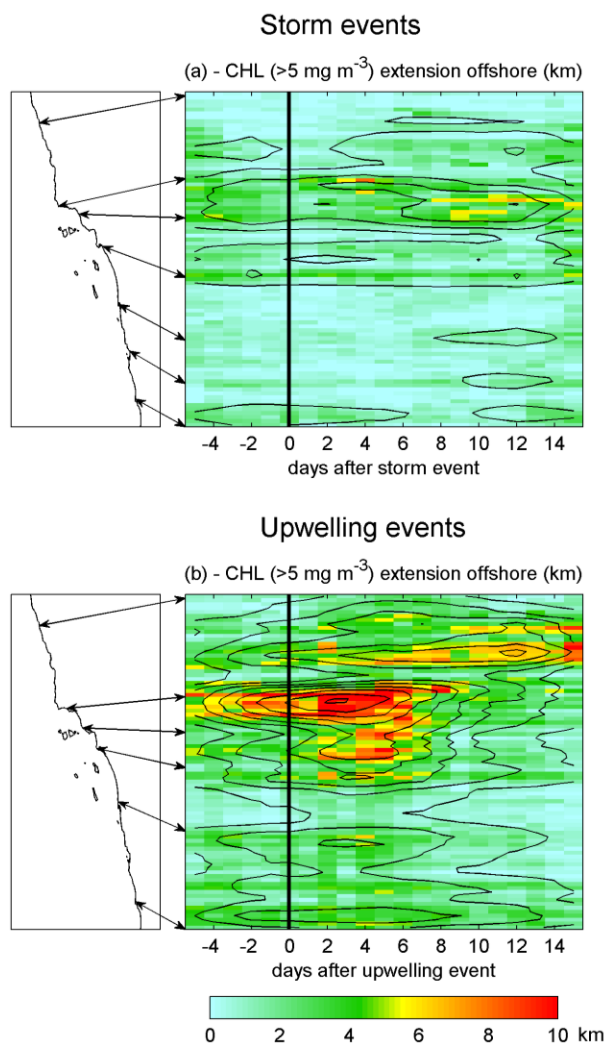 Storm events
(a) - CHL (>5 mg m⁻³) extension offshore (km)
-4 -2 0 2 4 6 8 10 12 14
days after storm event
Upwelling events
(b) - CHL (>5 mg m⁻³) extension offshore (km)
-4 -2 0 2 4 6 8 10 12 14
days after upwelling event
0 2 4 6 8 10 km